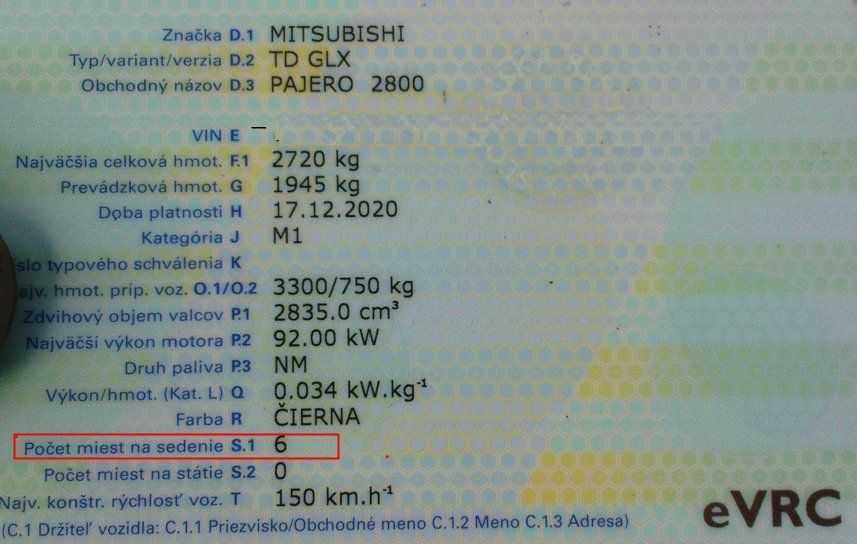 Značka D.1 MITSUBISHI
Typ/variant/verzia D.2 TD GLX
Obchodný názov D.3 PAJERO 2800
VIN E
Najväčšia celková hmot. F.1 2720 kg
Prevádzková hmot. G 1945 kg
Doba platnosti H 17.12.2020
Kategória J M1
slo typového schválenia K
ajv. hmot. príp. voz. O.1/O.2 3300/750 kg
Zdvihový objem valcov P.1 2835.0 cm³
Najväčší výkon motora P.2 92.00 kW
Druh paliva P.3 NM
Výkon/hmot. (Kat. L) Q 0.034 kW.kg⁻¹
Farba R ČIERNA
Počet miest na sedenie S.1 6
Počet miest na státie S.2 0
Najv. konštr. rýchlosť voz. T 150 km.h⁻¹
(C.1 Držiteľ vozidla: C.1.1 Priezvisko/Obchodné meno C.1.2 Meno C.1.3 Adresa)
eVRC